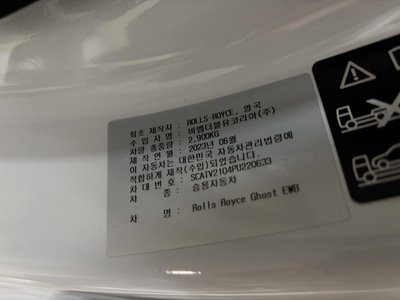 최초 제작자 : ROLLS-ROYCE, 영국
수 입 자 : 비엠더블유코리아(주)
차량 총중량 : 2,900KG
제 작 연 월 : 2023년 06월
이 자동차는 대한민국 자동차관리법령에
적합하게 제작(수입)되었습니다.
차 대 번 호 : SCATV2104PU220633
차 종 : 승용자동차
차 명 : Rolls Royce Ghost EWB